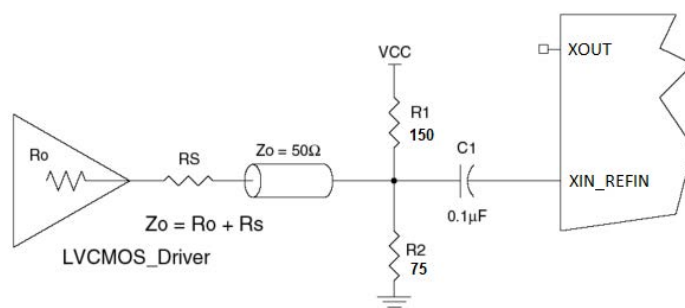 XOUT
VCC
R1
150
C1
Ro
RS
Zo = 50Ω
XIN_REFIN
0.1μF
Zo = Ro + Rs
R2
75
LVCMOS_Driver